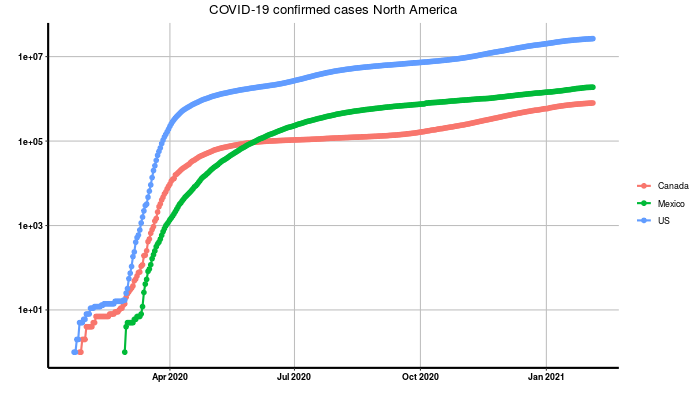 COVID-19 confirmed cases North America
1e+07
1e+05
1e+03
1e+01
Apr 2020 Jul 2020 Oct 2020 Jan 2021
Canada
Mexico
US